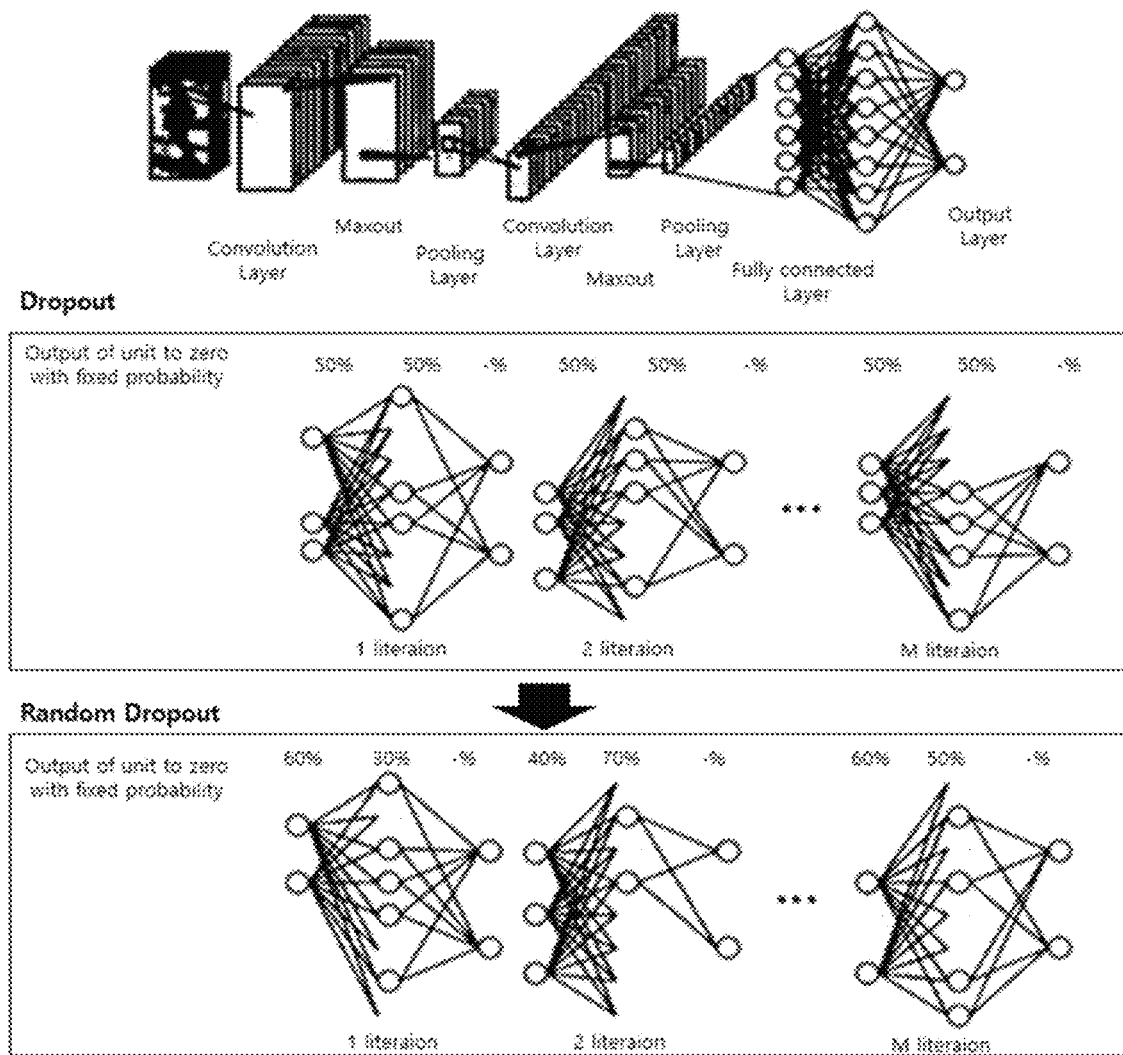 Maxout
Convolution
Layer
Convolution
Layer
Pooling
Layer
Pooling
Layer
Output
Layer
Maxout
Fully connected
Layer
Dropout
Output of unit to zero
with fixed probability
50% 50% -% 50% 50% -% 50% 50% -%
...
1 literaion 2 literaion M literaion
Random Dropout
Output of unit to zero
with fixed probability
60% 30% -% 40% 70% -% 60% 50% -%
...
1 literaion 2 literaion M literaion